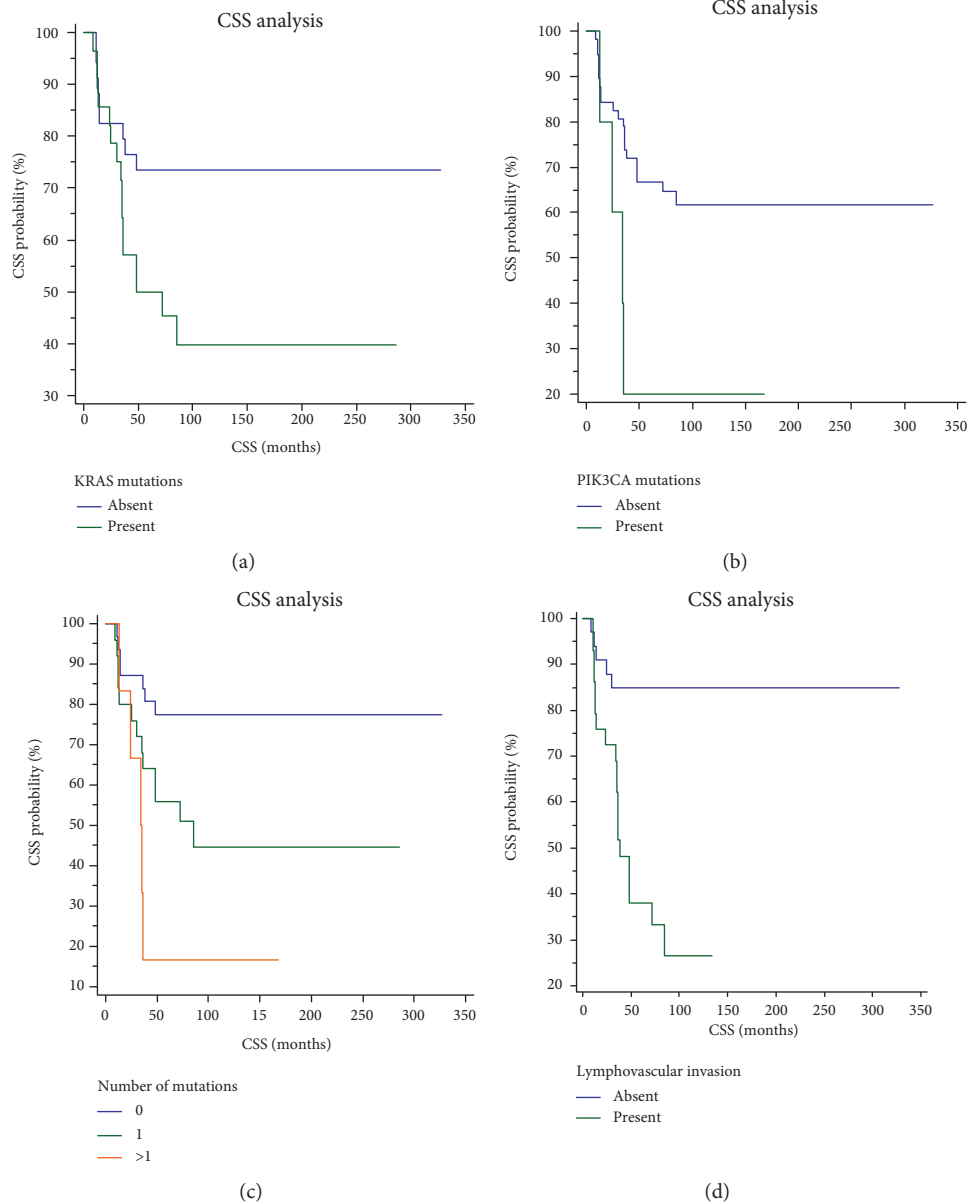 CSS analysis
100
90
80
70
60
50
40
30
CSS probability (%)
0 50 100 150 200 250 300 350
CSS (months)
KRAS mutations
Absent
Present
(a)
CSS analysis
100
90
80
70
60
50
40
30
20
CSS probability (%)
0 50 100 150 200 250 300 350
PIK3CA mutations
Absent
Present
(b)
CSS analysis
100
90
80
70
60
50
40
30
20
10
CSS probability (%)
0 50 100 15 200 250 300 350
CSS (months)
Number of mutations
0
1
>1
(c)
CSS analysis
100
90
80
70
60
50
40
30
20
CSS probability (%)
0 50 100 150 200 250 300 350
CSS (months)
Lymphovascular invasion
Absent
Present
(d)